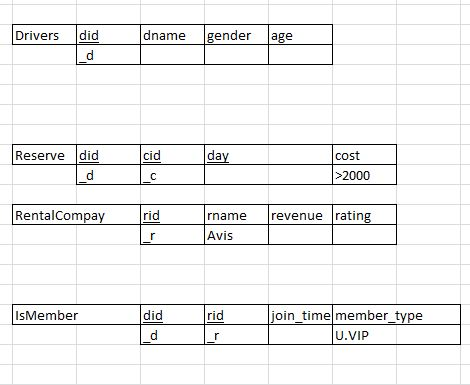 Drivers did dname gender age
_d
Reserve did cid day cost
_d _c >2000
RentalCompay rid rname revenue rating
_r Avis
IsMember did rid join_time member_type
_d _r U.VIP